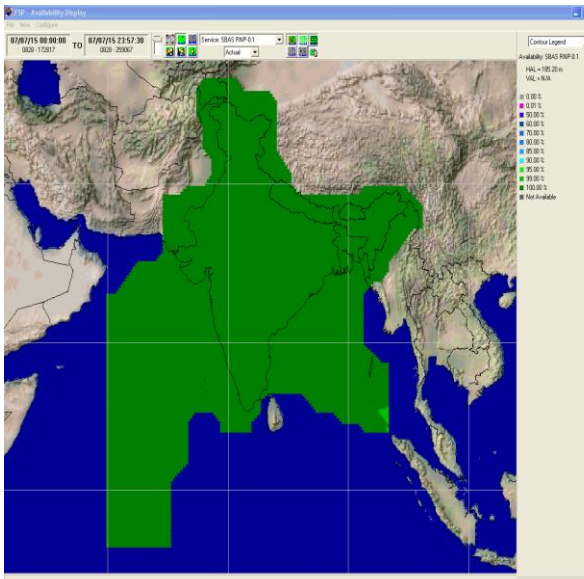 FSP - Availability Display
File View Configure
07/07/15 00:00:00
0828 - 172817
TO
07/07/15 23:57:30
0828 - 259067
Service: SBAS RNP-0.1
Actual
Contour Legend
Availability: SBAS RNP-0.1
HAL = 185.20 m
VAL = N/A
0.00 %
0.01 %
50.00 %
60.00 %
70.00 %
80.00 %
85.00 %
90.00 %
95.00 %
99.00 %
100.00 %
Not Available